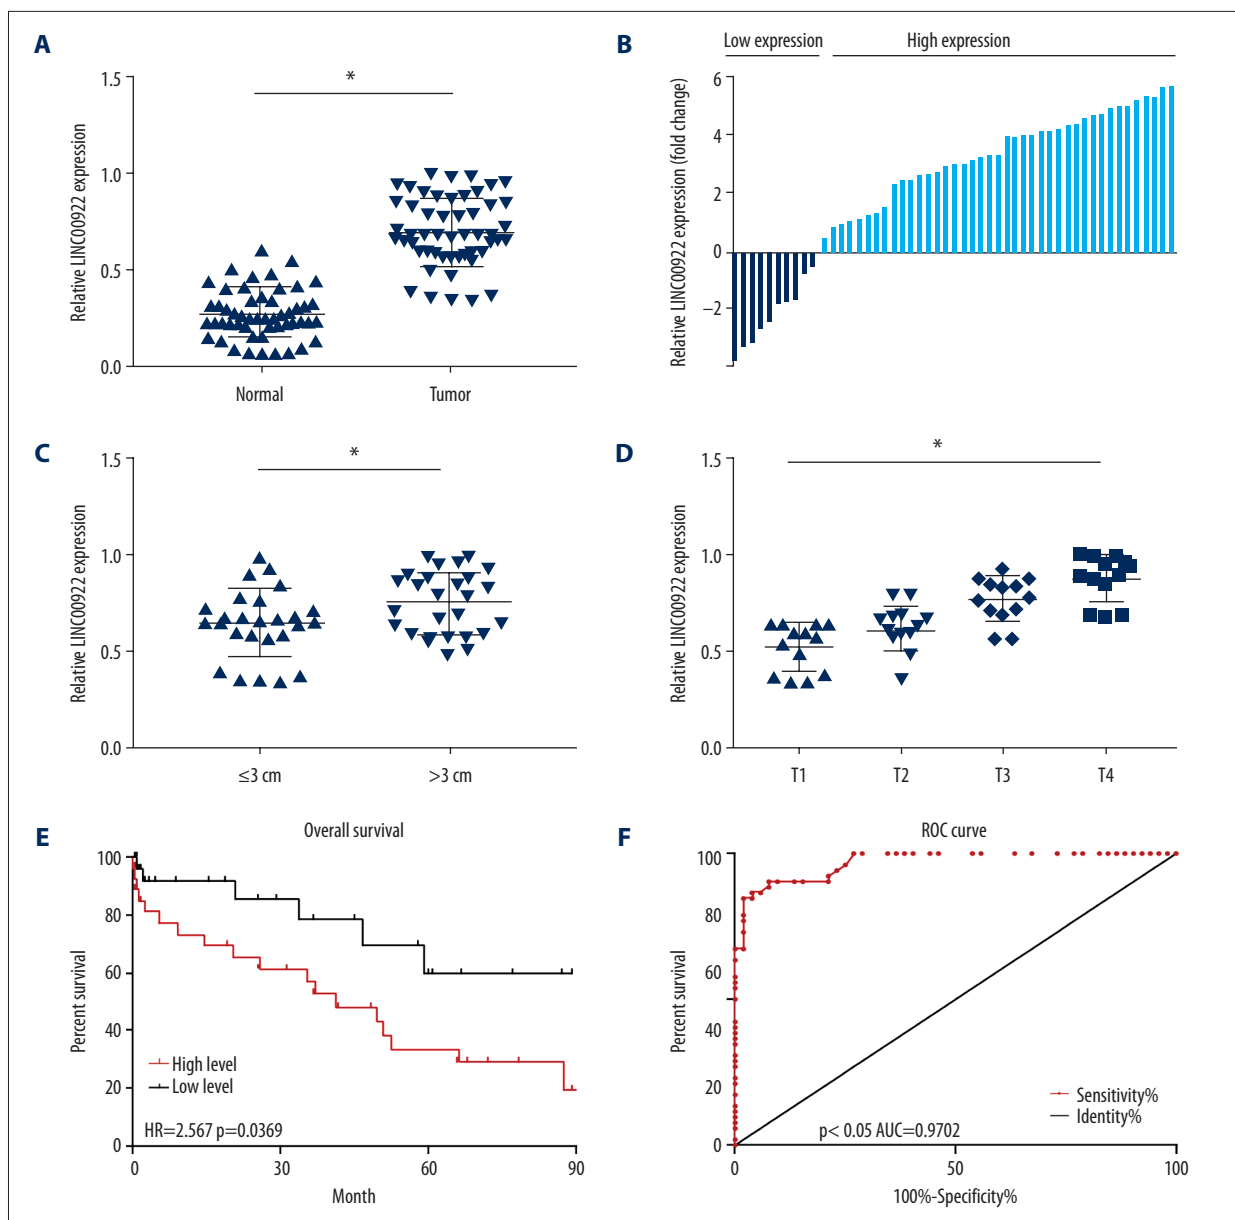 A
Relative LINC00922 expression
1.5
1.0
0.5
0.0
*
Normal
Tumor
B
Low expression
High expression
Relative LINC00922 expression (fold change)
6
4
2
0
−2
C
Relative LINC00922 expression
1.5
1.0
0.5
0.0
*
≤3 cm
>3 cm
D
Relative LINC00922 expression
1.5
1.0
0.5
0.0
*
T1
T2
T3
T4
E
Overall survival
Percent survival
100
80
60
40
20
0
High level
Low level
HR=2.567 p=0.0369
0
30
60
90
Month
F
ROC curve
Percent survival
100
80
60
40
20
0
Sensitivity%
Identity%
p< 0.05 AUC=0.9702
0
50
100
100%-Specificity%